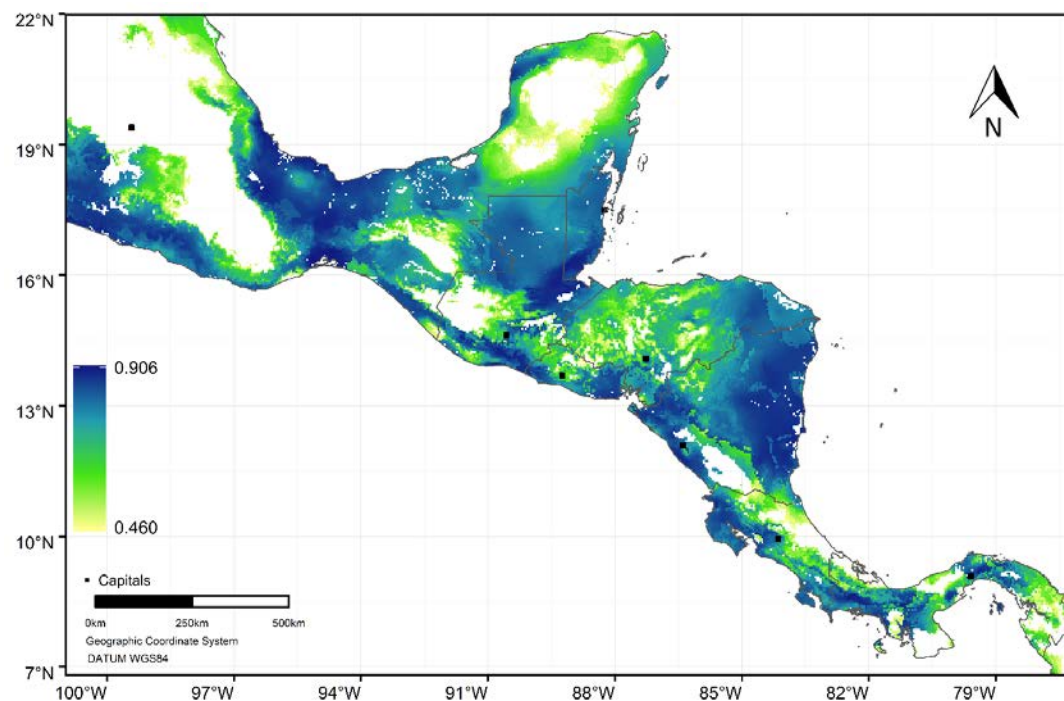 22°N
19°N
16°N
13°N
10°N
7°N
N
0.906
0.460
Capitals
0km 250km 500km
Geographic Coordinate System
DATUM WGS84
100°W 97°W 94°W 91°W 88°W 85°W 82°W 79°W